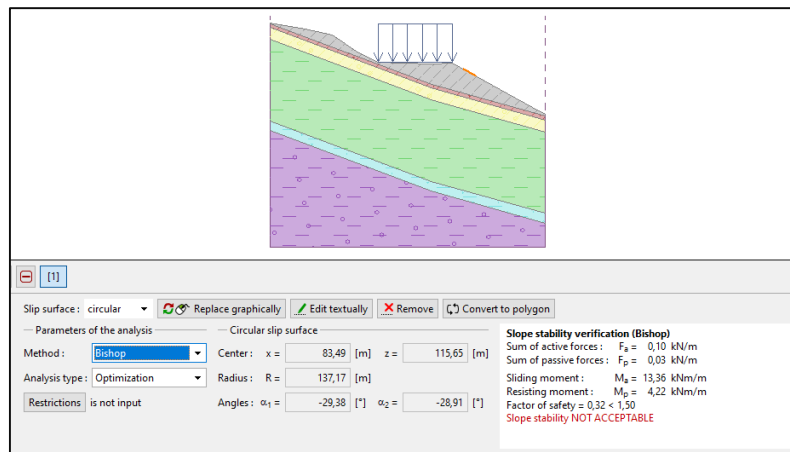 [1]
Slip surface : circular Replace graphically Edit textually Remove Convert to polygon
Parameters of the analysis
Circular slip surface
Method : Bishop
Center : x = 83,49 [m] z = 115,65 [m]
Analysis type : Optimization
Radius : R = 137,17 [m]
Restrictions is not input
Angles : α1 = -29,38 [°] α2 = -28,91 [°]
Slope stability verification (Bishop)
Sum of active forces : Fa = 0,10 kN/m
Sum of passive forces : Fp = 0,03 kN/m
Sliding moment : Ma = 13,36 kNm/m
Resisting moment : Mp = 4,22 kNm/m
Factor of safety = 0,32 < 1,50
Slope stability NOT ACCEPTABLE